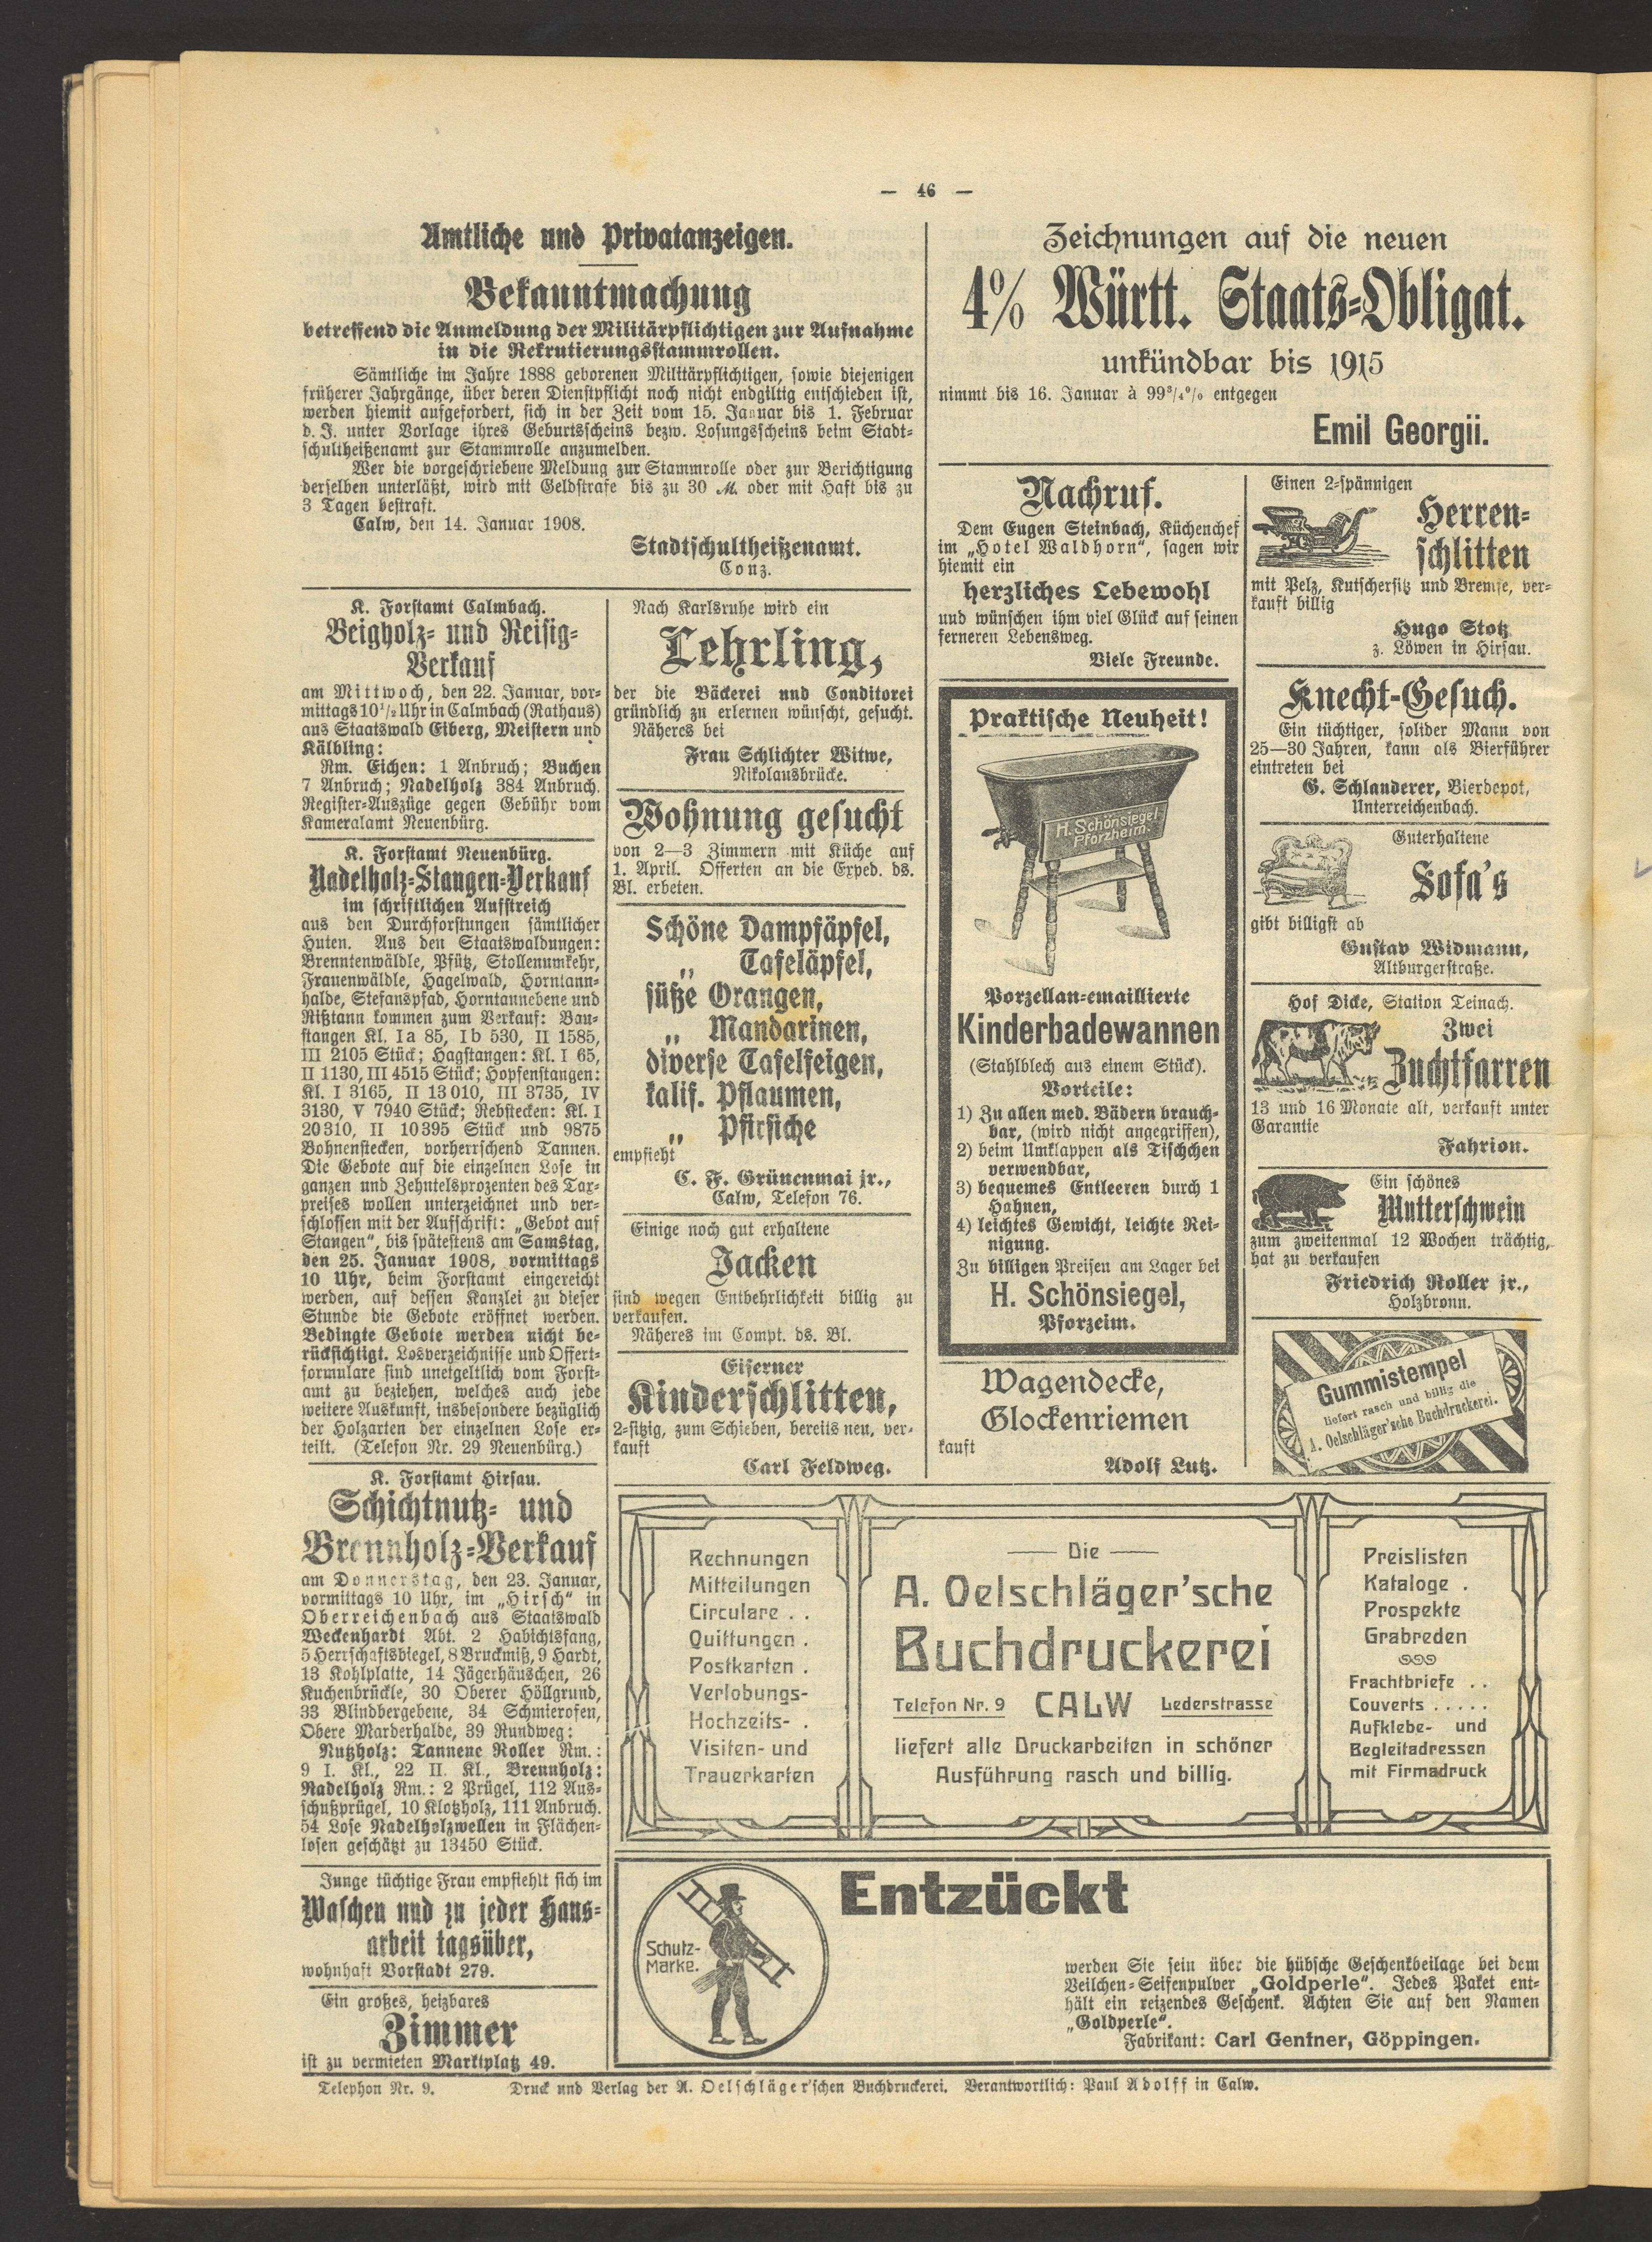 — 46 —
Amtliche und Privatanzeigen.
Bekanntmachung
betreffend die Anmeldung der Militärpflichtigen zur Aufnahme
in die Rekrutierungsstammrollen.
Sämtliche im Jahre 1888 geborenen Militärpflichtigen, sowie diejenigen
früherer Jahrgänge, über deren Dienstpflicht noch nicht endgiltig entschieden ist,
werden hiemit aufgefordert, sich in der Zeit vom 15. Januar bis 1. Februar
d. J. unter Vorlage ihres Geburtsscheins bezw. Losungsscheins beim Stadt-
schultheißenamt zur Stammrolle anzumelden.
Wer die vorgeschriebene Meldung zur Stammrolle oder zur Berichtigung
derselben unterläßt, wird mit Geldstrafe bis zu 30 M. oder mit Haft bis zu
3 Tagen bestraft.
Calw, den 14. Januar 1908.
Stadtschultheißenamt.
Conz.
K. Forstamt Calmbach.
Beigholz- und Reisig-
Verkauf
am Mittwoch, den 22. Januar, vor-
mittags 10½ Uhr in Calmbach (Rathaus)
aus Staatswald Eiberg, Meistern und
Kälbling:
Rm. Eichen: 1 Anbruch; Buchen
7 Anbruch; Nadelholz 384 Anbruch.
Register-Auszüge gegen Gebühr vom
Kameralamt Neuenbürg.
K. Forstamt Neuenbürg.
Nadelholz-Stangen-Verkauf
im schriftlichen Aufstreich
aus den Durchforstungen sämtlicher
Huten. Aus den Staatswaldungen:
Brenntenwäldle, Pfütz, Stollenumkehr,
Frauenwäldle, Hagelwald, Horntann-
halde, Stefanspfad, Horntannebene und
Rißtann kommen zum Verkauf: Bau-
stangen Kl. Ia 85, Ib 530, II 1585,
III 2105 Stück; Hagstangen: Kl. I 65,
II 1130, III 4515 Stück; Hopfenstangen:
Kl. I 3165, II 13 010, III 3735, IV
3130, V 7940 Stück; Rebstecken: Kl. I
20 310, II 10 395 Stück und 9875
Bohnenstecken, vorherrschend Tannen.
Die Gebote auf die einzelnen Lose in
ganzen und Zehntelsprozenten des Tax-
preises wollen unterzeichnet und ver-
schlossen mit der Aufschrift: „Gebot auf
Stangen“, bis spätestens am Samstag,
den 25. Januar 1908, vormittags
10 Uhr, beim Forstamt eingereicht
werden, auf dessen Kanzlei zu dieser
Stunde die Gebote eröffnet werden.
Bedingte Gebote werden nicht be-
rücksichtigt. Losverzeichnisse und Offert-
formulare sind unetgeltlich vom Forst-
amt zu beziehen, welches auch jede
weitere Auskunft, insbesondere bezüglich
der Holzarten der einzelnen Lose er-
teilt. (Telefon Nr. 29 Neuenbürg.)
K. Forstamt Hirsau.
Schichtnutz- und
Brennholz-Verkauf
am Donnerstag, den 23. Januar,
vormittags 10 Uhr, im „Hirsch“ in
Oberreichenbach aus Staatswald
Weckenhardt Abt. 2 Habichtsfang,
5 Herrschaftsbiegel, 8 Bruckmiß, 9 Hardt,
13 Kohlplatte, 14 Jägerhäuschen, 26
Kuchenbrückle, 30 Oberer Höllgrund,
33 Blindbergebene, 34 Schmierofen,
Obere Marderhalde, 39 Rundweg:
Nutzholz: Tannene Roller Rm.:
9 I. Kl., 22 II. Kl., Brennholz:
Nadelholz Rm.: 2 Prügel, 112 Aus-
schußprügel, 10 Klotzholz, 111 Anbruch.
54 Lose Nadelholzwellen in Flächen-
losen geschätzt zu 13450 Stück.
Junge tüchtige Frau empfiehlt sich im
Waschen und zu jeder Haus-
arbeit tagsüber,
wohnhaft Vorstadt 279.
Ein großes, heizbares
Zimmer
ist zu vermieten Marktplatz 49.
Nach Karlsruhe wird ein
Lehrling,
der die Bäckerei und Conditorei
gründlich zu erlernen wünscht, gesucht.
Näheres bei
Frau Schlichter Witwe,
Nikolausbrücke.
Wohnung gesucht
von 2—3 Zimmern mit Küche auf
1. April. Offerten an die Exped. ds.
Bl. erbeten.
Schöne Dampfäpfel,
„ Tafeläpfel,
süße Orangen,
„ Mandarinen,
diverse Tafelfeigen,
kalif. Pflaumen,
„ Pfirsiche
empfieht
C. F. Grünenmai jr.,
Calw, Telefon 76.
Einige noch gut erhaltene
Jacken
sind wegen Entbehrlichkeit billig zu
verkaufen.
Näheres im Compt. ds. Bl.
Eiserner
Kinderschlitten,
2-sitzig, zum Schieben, bereits neu, ver-
kauft
Carl Feldweg.
Zeichnungen auf die neuen
4% Württ. Staats-Obligat.
unkündbar bis 1915
nimmt bis 16. Januar à 99¾% entgegen
Emil Georgii.
Nachruf.
Dem Eugen Steinbach, Küchenchef
im „Hotel Waldhorn“, sagen wir
hiemit ein
herzliches Lebewohl
und wünschen ihm viel Glück auf seinen
ferneren Lebensweg.
Viele Freunde.
Praktische Neuheit!
H. Schönsiegel
Pforzheim.
Porzellan-emaillierte
Kinderbadewannen
(Stahlblech aus einem Stück).
Vorteile:
1) Zu allen med. Bädern brauch-
bar, (wird nicht angegriffen),
2) beim Umklappen als Tischchen
verwendbar,
3) bequemes Entleeren durch 1
Hahnen,
4) leichtes Gewicht, leichte Rei-
nigung.
Zu billigen Preisen am Lager bei
H. Schönsiegel,
Pforzeim.
Wagendecke,
Glockenriemen
kauft
Adolf Lutz.
Einen 2-spännigen
Herren-
schlitten
mit Pelz, Kutschersitz und Bremse, ver-
kauft billig
Hugo Stotz
z. Löwen in Hirsau.
Knecht-Gesuch.
Ein tüchtiger, solider Mann von
25—30 Jahren, kann als Bierführer
eintreten bei
G. Schlanderer, Bierdepot,
Unterreichenbach.
Guterhaltene
Sofa's
gibt billigst ab
Gustav Widmann,
Altburgerstraße.
Hof Dicke, Station Teinach.
Zwei
Zuchtfarren
13 und 16 Monate alt, verkauft unter
Garantie
Fahrion.
Ein schönes
Mutterschwein
zum zweitenmal 12 Wochen trächtig,
hat zu verkaufen
Friedrich Roller jr.,
Holzbronn.
Gummistempel
liefert rasch und billig die
A. Oelschläger'sche Buchdruckerei.
Rechnungen
Mitteilungen
Circulare . .
Quittungen .
Postkarten .
Verlobungs-
Hochzeits- .
Visiten- und
Trauerkarten
Die
A. Oelschläger'sche
Buchdruckerei
Telefon Nr. 9 CALW Lederstrasse
liefert alle Druckarbeiten in schöner
Ausführung rasch und billig.
Preislisten
Kataloge .
Prospekte
Grabreden
Frachtbriefe . .
Couverts . . . . .
Aufklebe- und
Begleitadressen
mit Firmadruck
Schutz-
Marke.
Entzückt
werden Sie sein über die hübsche Geschenkbeilage bei dem
Veilchen-Seifenpulver „Goldperle“. Jedes Paket ent-
hält ein reizendes Geschenk. Achten Sie auf den Namen
„Goldperle“.
Fabrikant: Carl Gentner, Göppingen.
Telephon Nr. 9. Druck und Verlag der A. Oelschläger'schen Buchdruckerei. Verantwortlich: Paul Adolff in Calw.